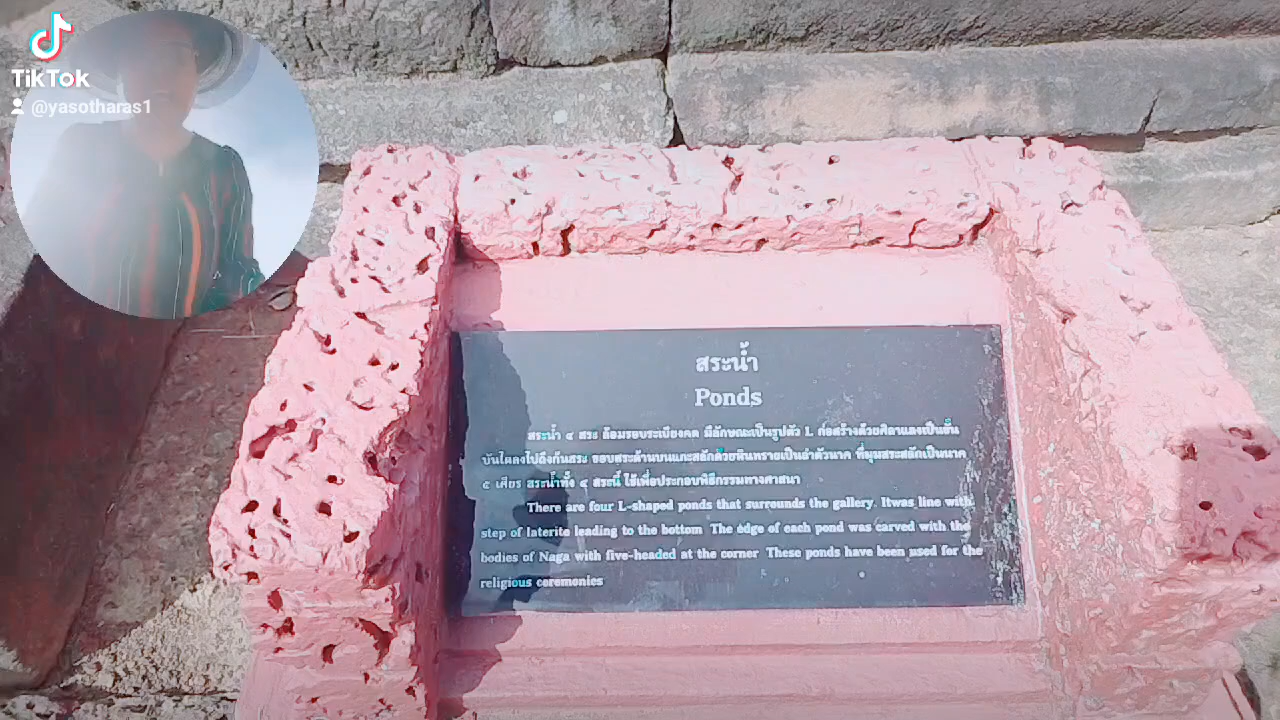 TikTok
@yasotharas1
สระน้ำ
Ponds
สระน้ำ ๔ สระ ล้อมรอบระเบียงคด มีลักษณะเป็นรูปตัว L ก่อสร้างด้วยศิลาแลงเป็นขั้น
บันไดลงไปถึงก้นสระ ขอบสระด้านบนแกะสลักด้วยหินทรายเป็นลำตัวนาค ที่มุมสระสลักเป็นนาค
๕ เศียร สระน้ำทั้ง ๔ สระนี้ ใช้เพื่อประกอบพิธีกรรมทางศาสนา
There are four L-shaped ponds that surrounds the gallery. Itwas line with
step of laterite leading to the bottom The edge of each pond was carved with the
bodies of Naga with five-headed at the corner These ponds have been used for the
religious ceremonies